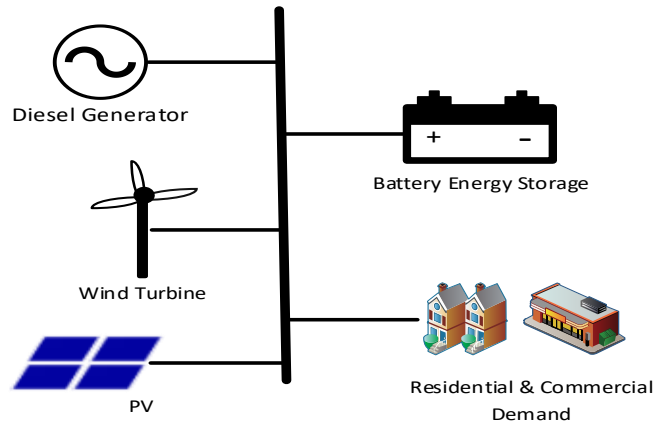 Diesel Generator
+ −
Battery Energy Storage
Wind Turbine
PV
Residential & Commercial
Demand